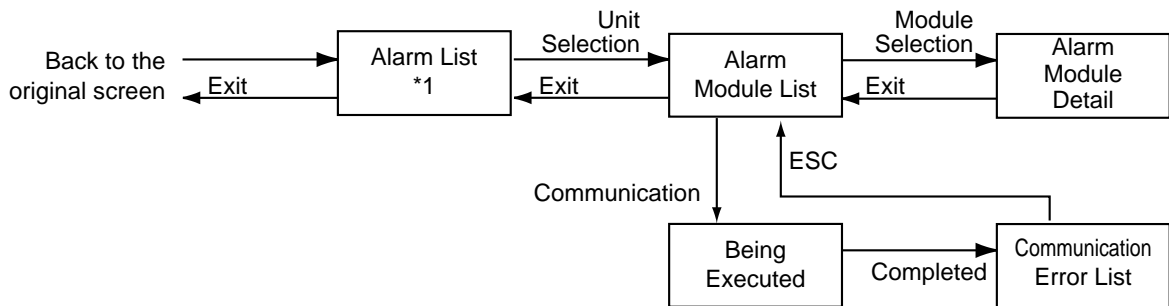 Back to the
original screen
Exit
Alarm List
*1
Unit
Selection
Exit
Alarm
Module List
Module
Selection
Exit
Alarm
Module
Detail
Communication
ESC
Being
Executed
Completed
Communication
Error List